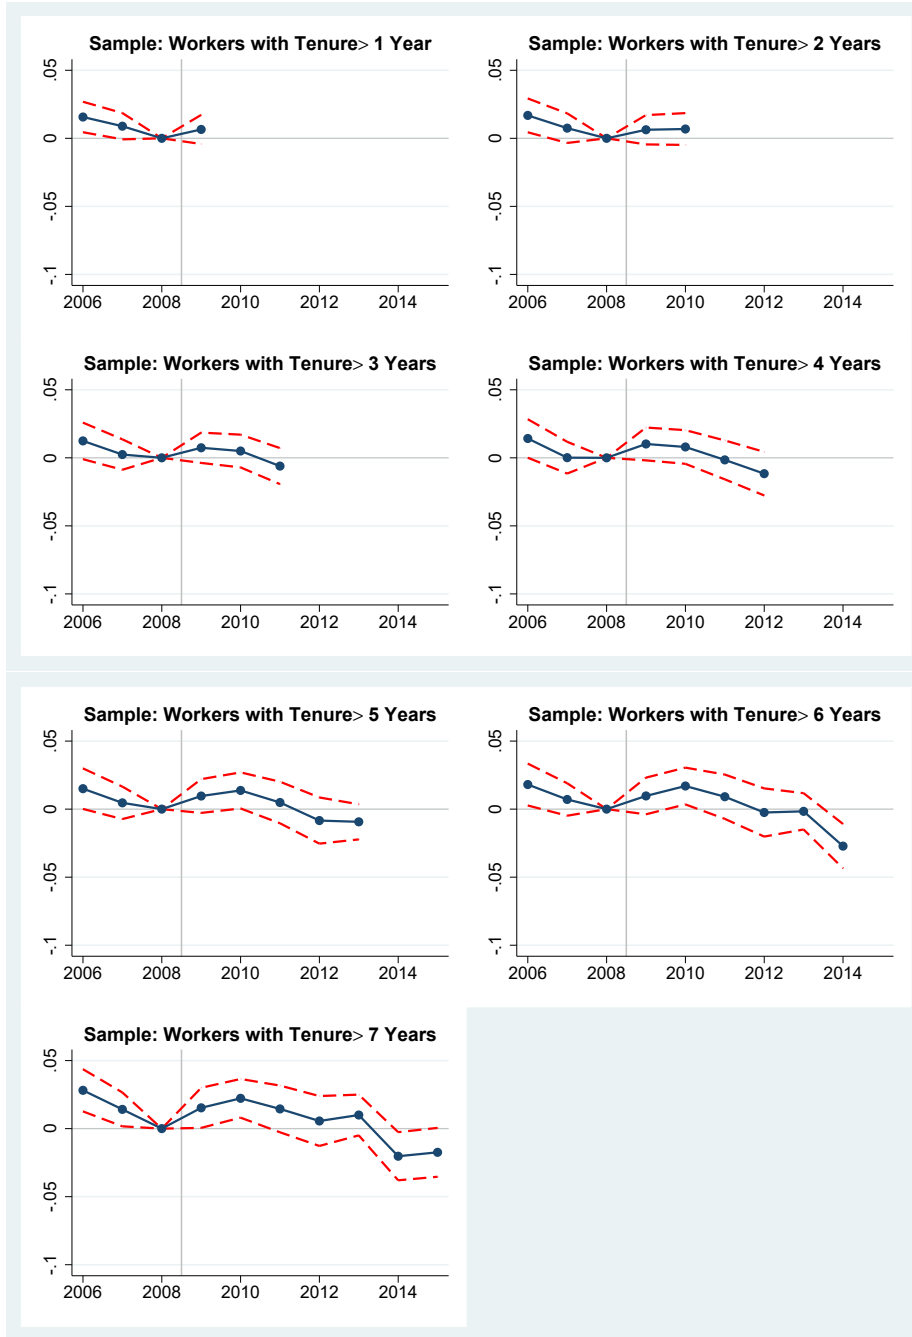 Sample: Workers with Tenure> 1 Year
.05
0
-.05
-.1
2006 2008 2010 2012 2014
Sample: Workers with Tenure> 2 Years
.05
0
-.05
-.1
2006 2008 2010 2012 2014
Sample: Workers with Tenure> 3 Years
.05
0
-.05
-.1
2006 2008 2010 2012 2014
Sample: Workers with Tenure> 4 Years
.05
0
-.05
-.1
2006 2008 2010 2012 2014
Sample: Workers with Tenure> 5 Years
.05
0
-.05
-.1
2006 2008 2010 2012 2014
Sample: Workers with Tenure> 6 Years
.05
0
-.05
-.1
2006 2008 2010 2012 2014
Sample: Workers with Tenure> 7 Years
.05
0
-.05
-.1
2006 2008 2010 2012 2014